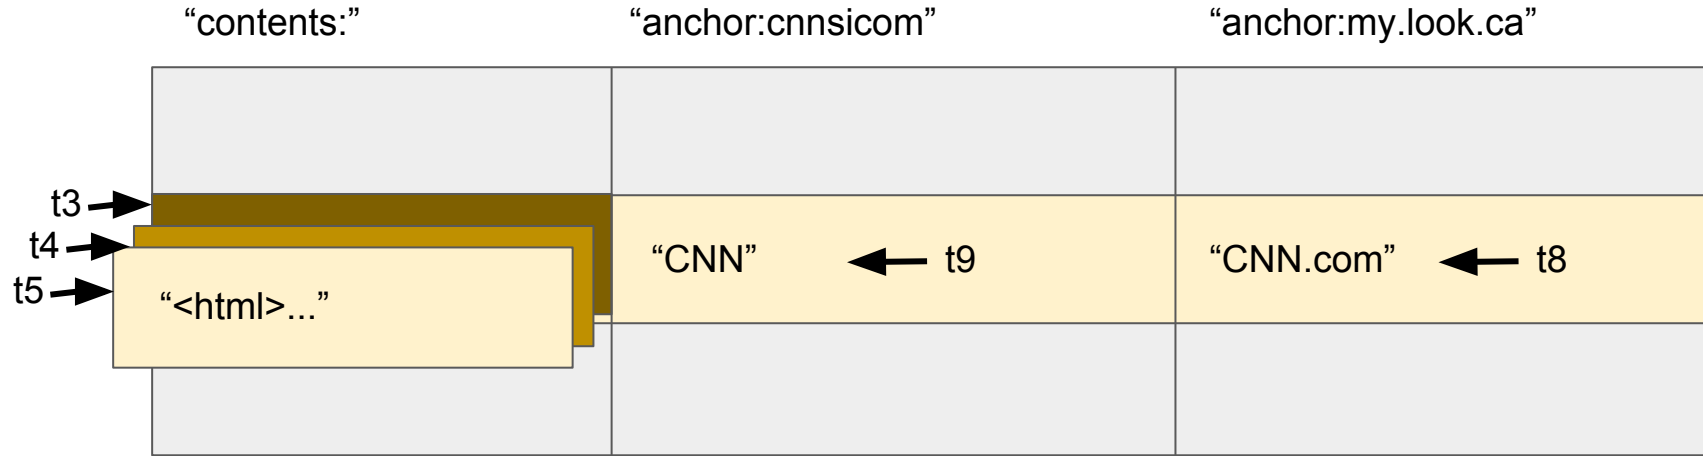 “contents:” “anchor:cnnsicom” “anchor:my.look.ca”
t3
t4
“CNN” t9 “CNN.com” t8
t5
“<html>...”